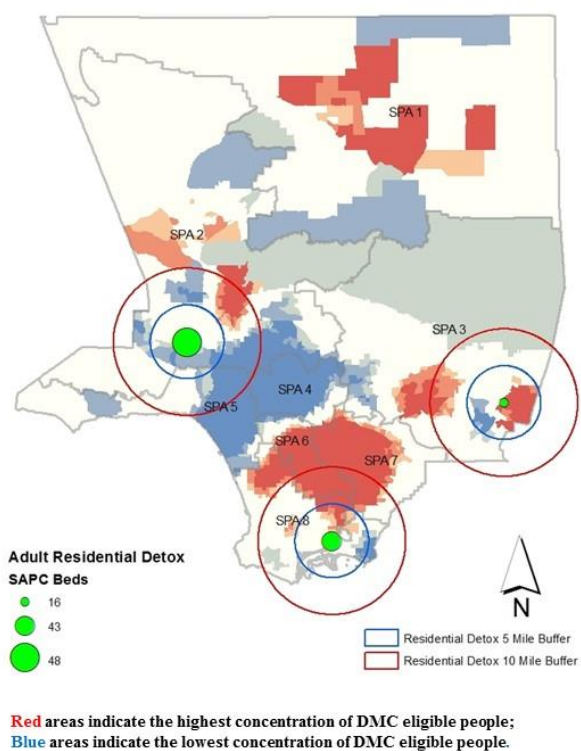 SPA 1
SPA 2
SPA 3
SPA 4
SPA 5
SPA 6
SPA 7
SPA 8
Adult Residential Detox
SAPC Beds
16
43
48
N
Residential Detox 5 Mile Buffer
Residential Detox 10 Mile Buffer
Red areas indicate the highest concentration of DMC eligible people;
Blue areas indicate the lowest concentration of DMC eligible people.